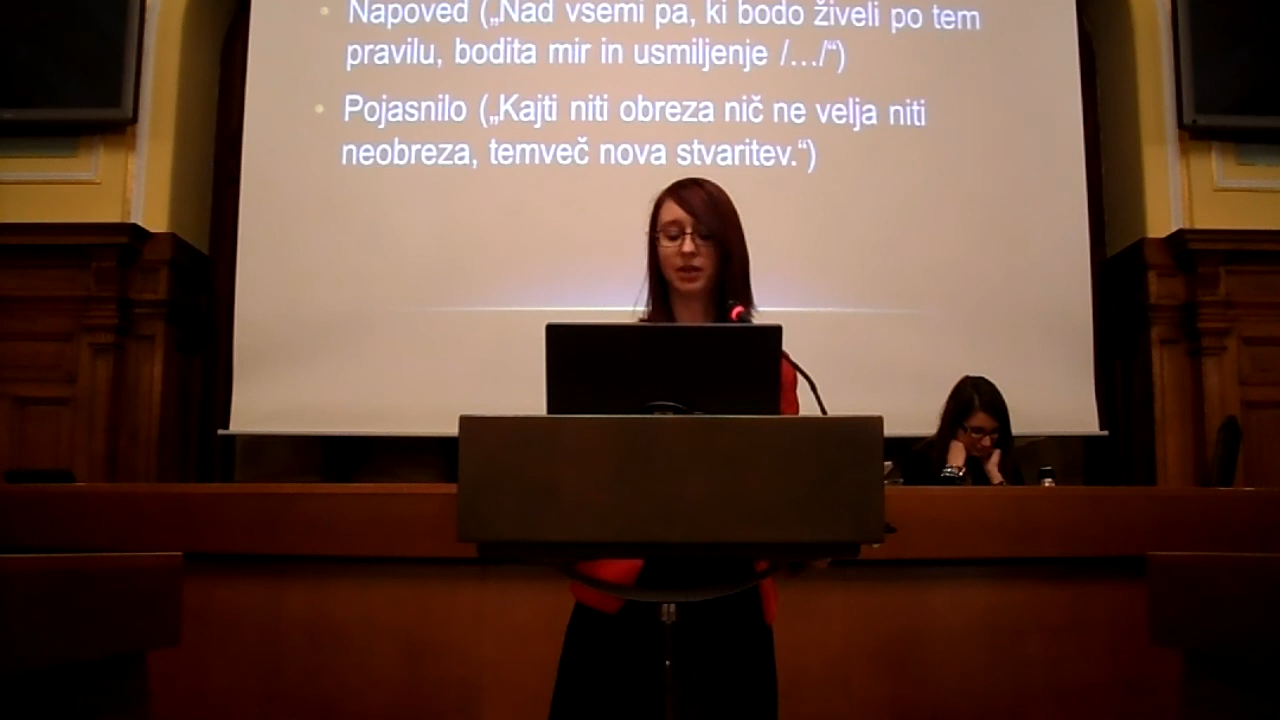 Napoved („Nad vsemi pa, ki bodo živeli po tem
pravilu, bodita mir in usmiljenje /…/“)
Pojasnilo („Kajti niti obreza nič ne velja niti
neobreza, temveč nova stvaritev.“)